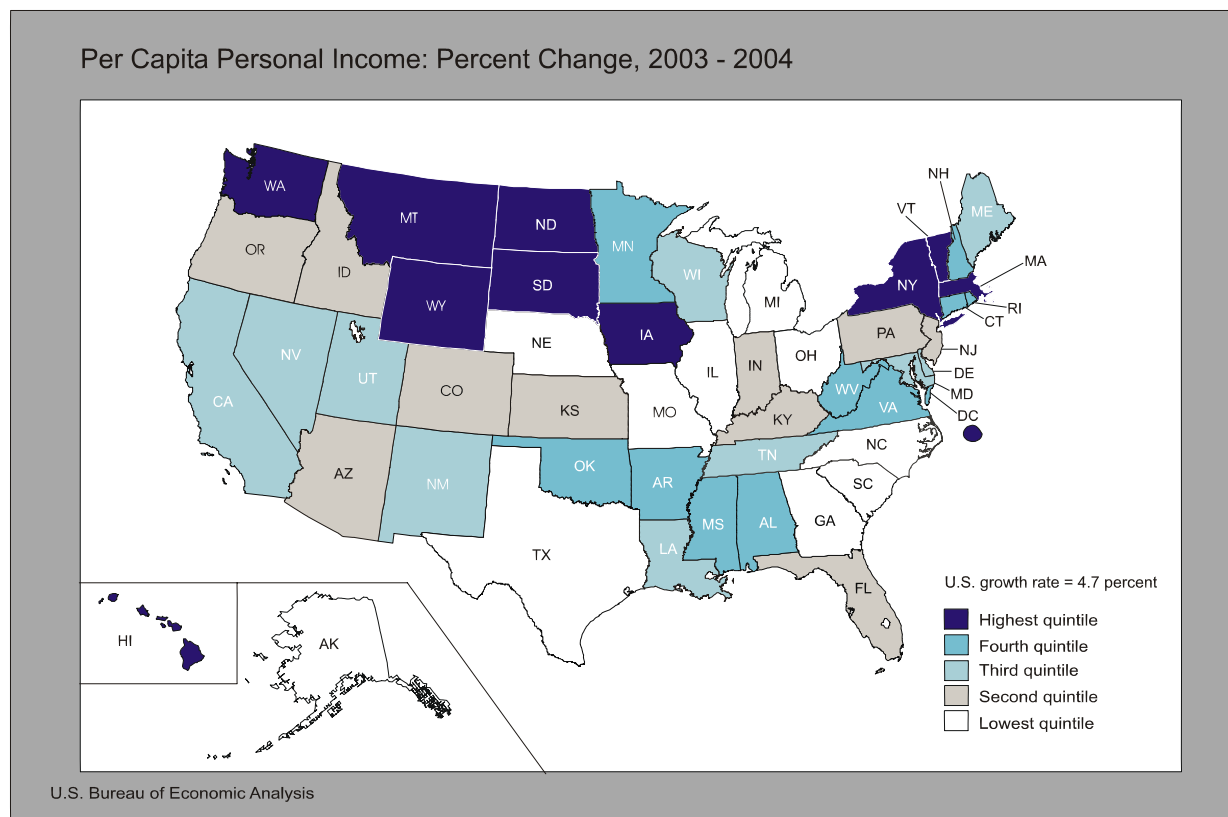 Per Capita Personal Income: Percent Change, 2003 - 2004
WA
MT
ND
MN
OR
ID
WY
SD
WI
MI
NH
VT
ME
NY
MA
RI
CT
NV
UT
CA
CO
NE
IA
KS
MO
IL
IN
OH
PA
NJ
DE
MD
DC
WV
VA
KY
AZ
NM
OK
AR
TN
NC
SC
TX
LA
MS
AL
GA
FL
HI
AK
U.S. growth rate = 4.7 percent
Highest quintile
Fourth quintile
Third quintile
Second quintile
Lowest quintile
U.S. Bureau of Economic Analysis